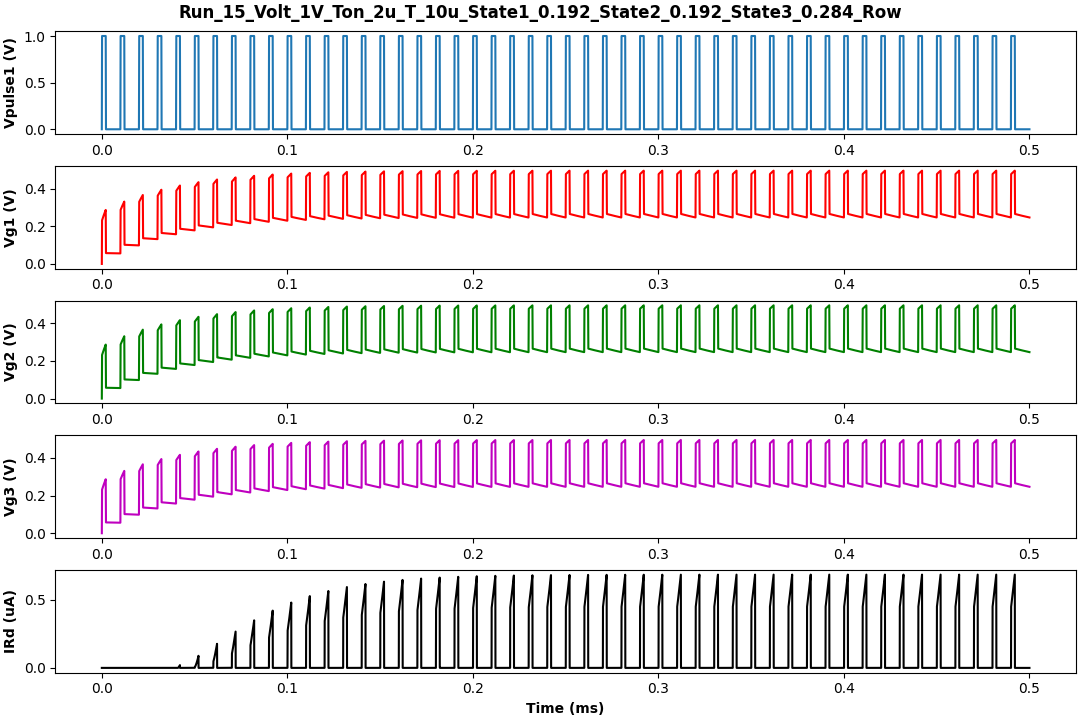 Run_15_Volt_1V_Ton_2u_T_10u_State1_0.192_State2_0.192_State3_0.284_Row
Vpulse1 (V)
1.0
0.5
0.0
0.0 0.1 0.2 0.3 0.4 0.5
Vg1 (V)
0.4
0.2
0.0
0.0 0.1 0.2 0.3 0.4 0.5
Vg2 (V)
0.4
0.2
0.0
0.0 0.1 0.2 0.3 0.4 0.5
Vg3 (V)
0.4
0.2
0.0
0.0 0.1 0.2 0.3 0.4 0.5
IRd (uA)
0.5
0.0
0.0 0.1 0.2 0.3 0.4 0.5
Time (ms)